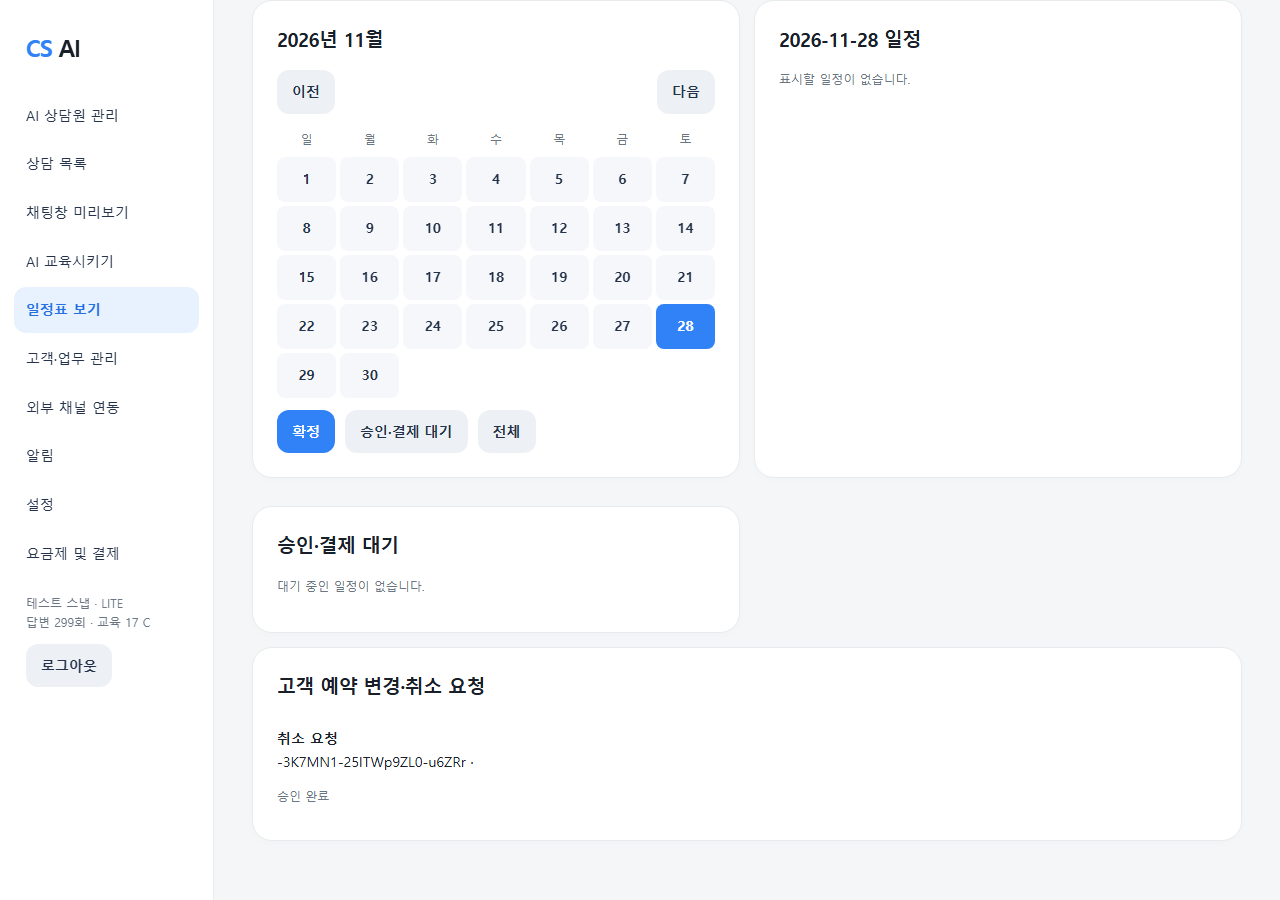 CS AI
AI 상담원 관리
상담 목록
채팅창 미리보기
AI 교육시키기
일정표 보기
고객·업무 관리
외부 채널 연동
알림
설정
요금제 및 결제
테스트 스냅 · LITE
답변 299회 · 교육 17 C
로그아웃
2026년 11월
이전 다음
일 월 화 수 목 금 토
1 2 3 4 5 6 7
8 9 10 11 12 13 14
15 16 17 18 19 20 21
22 23 24 25 26 27 28
29 30
확정 승인·결제 대기 전체
2026-11-28 일정
표시할 일정이 없습니다.
승인·결제 대기
대기 중인 일정이 없습니다.
고객 예약 변경·취소 요청
취소 요청
-3K7MN1-25ITWp9ZL0-u6ZRr ·
승인 완료